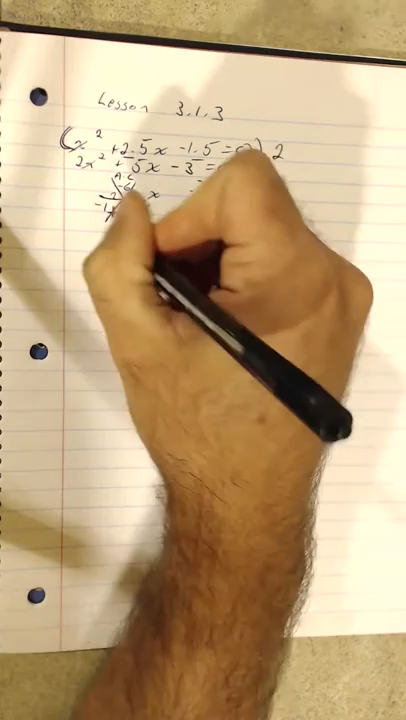 Lesson 3.1.3
(x² + 2.5x - 1.5 = 0) 2
2x² + 5x - 3 =
A.C
x